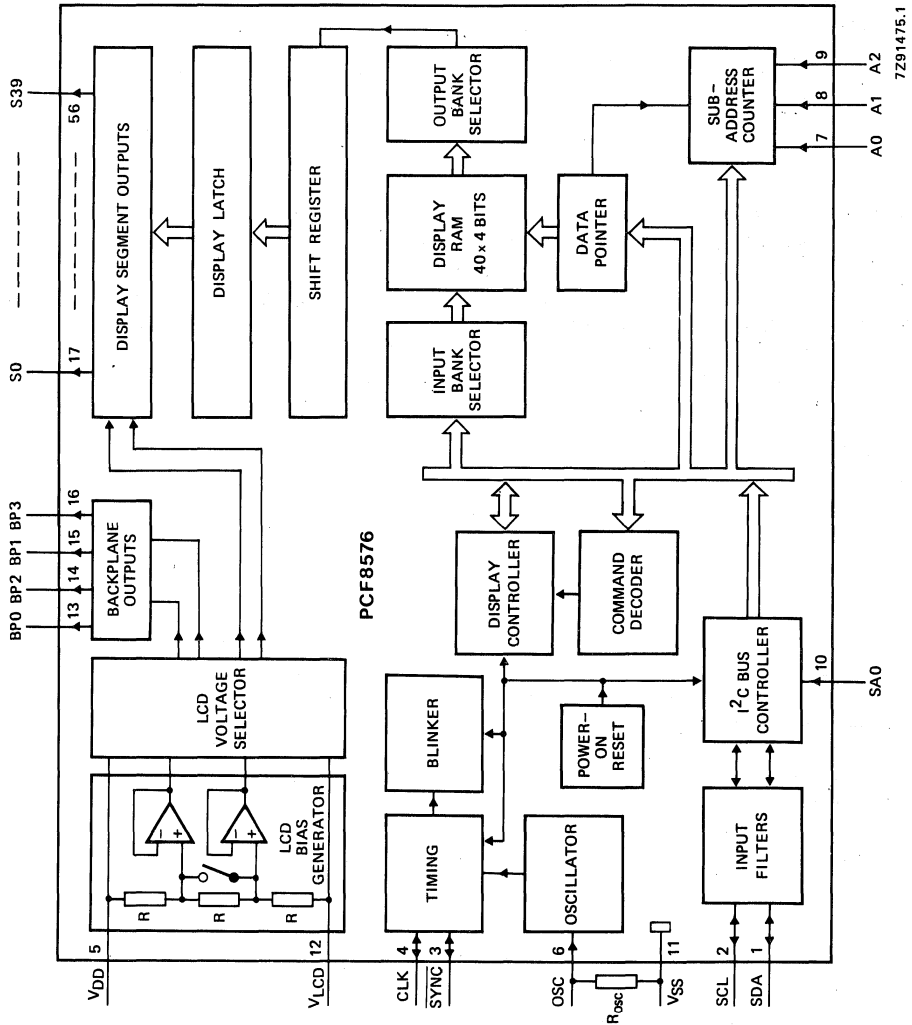 BP0 BP2 BP1 BP3 S0 S39
13 14 15 16 17 56
VDD
5
VLCD
12
R
R
R
−
+
−
+
LCD
BIAS
GENERATOR
LCD
VOLTAGE
SELECTOR
BACKPLANE
OUTPUTS
DISPLAY SEGMENT OUTPUTS
DISPLAY LATCH
SHIFT REGISTER
PCF8576
CLK
4
SYNC
3
TIMING
BLINKER
DISPLAY
CONTROLLER
INPUT
BANK
SELECTOR
DISPLAY
RAM
40 x 4 BITS
OUTPUT
BANK
SELECTOR
OSC
6
OSCILLATOR
ROSC
VSS
11
POWER-
ON
RESET
COMMAND
DECODER
DATA
POINTER
SCL
2
SDA
1
INPUT
FILTERS
I²C BUS
CONTROLLER
10
SA0
SUB-
ADDRESS
COUNTER
7 8 9
A0 A1 A2
7Z91475.1